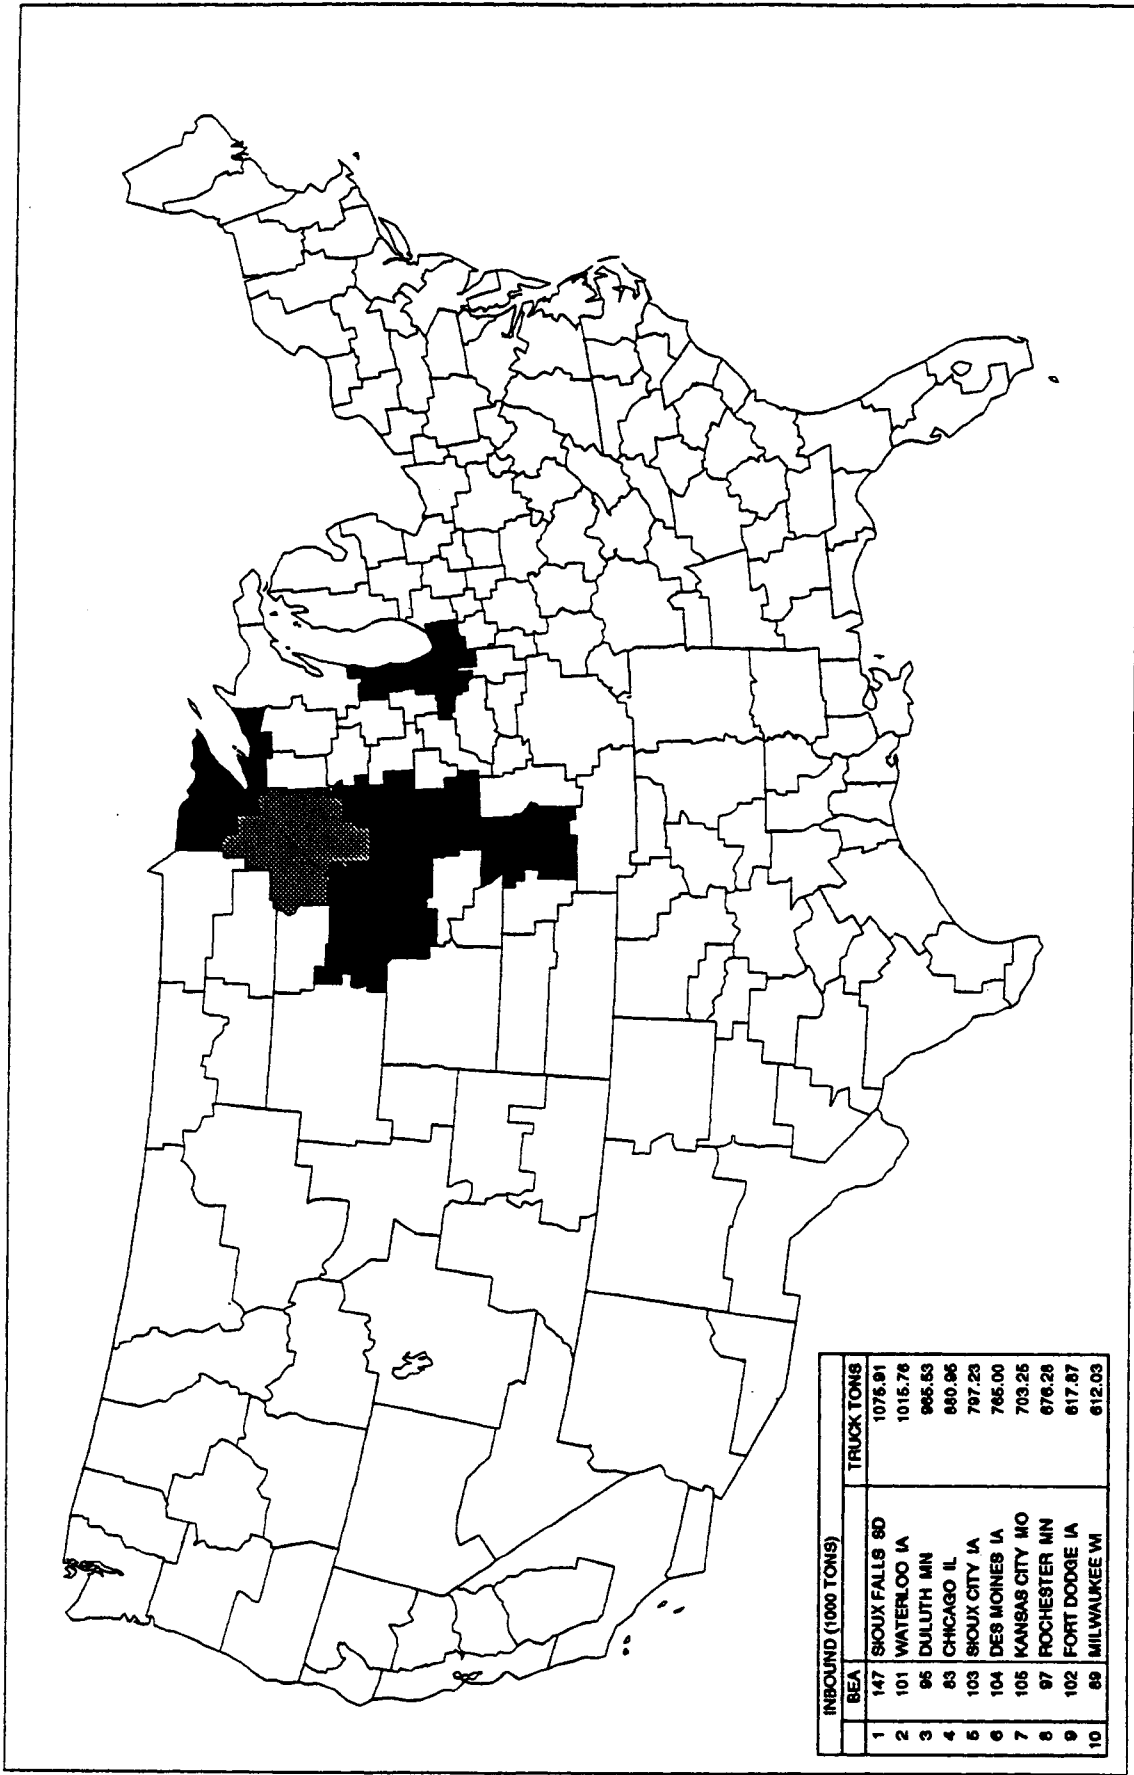 INBOUND (1000 TONS)
BEA TRUCK TONS
1 147 SIOUX FALLS SD 1075.91
2 101 WATERLOO IA 1015.76
3 95 DULUTH MN 965.53
4 83 CHICAGO IL 880.95
5 103 SIOUX CITY IA 797.23
6 104 DES MOINES IA 765.00
7 105 KANSAS CITY MO 703.25
8 97 ROCHESTER MN 676.28
9 102 FORT DODGE IA 617.87
10 89 MILWAUKEE WI 612.03